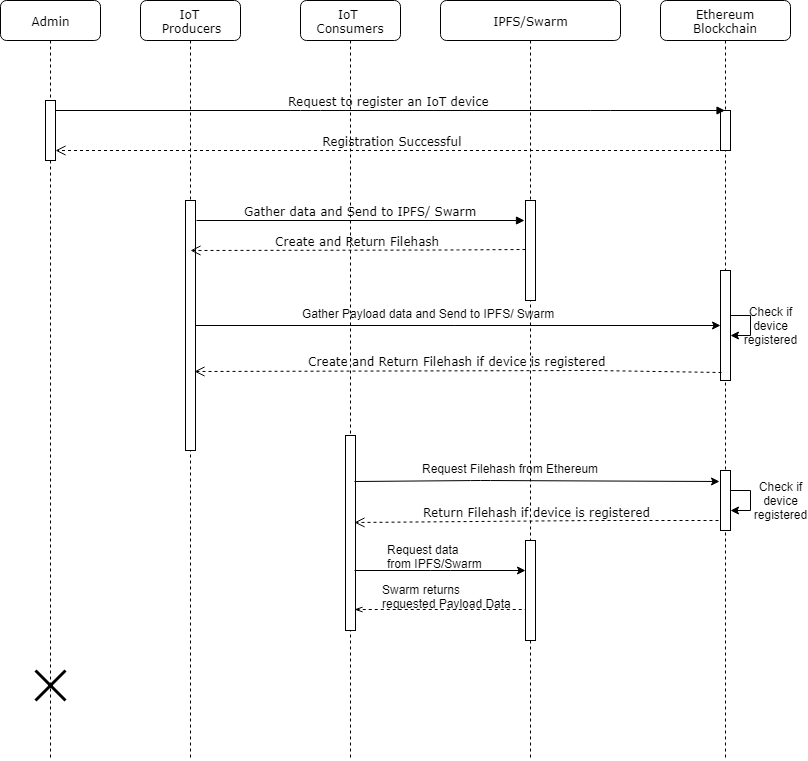 Admin
IoT
Producers
IoT
Consumers
IPFS/Swarm
Ethereum
Blockchain
Request to register an IoT device
Registration Successful
Gather data and Send to IPFS/ Swarm
Create and Return Filehash
Gather Payload data and Send to IPFS/ Swarm
Check if
device
registered
Create and Return Filehash if device is registered
Request Filehash from Ethereum
Check if
device
registered
Return Filehash if device is registered
Request data
from IPFS/Swarm
Swarm returns
requested Payload Data